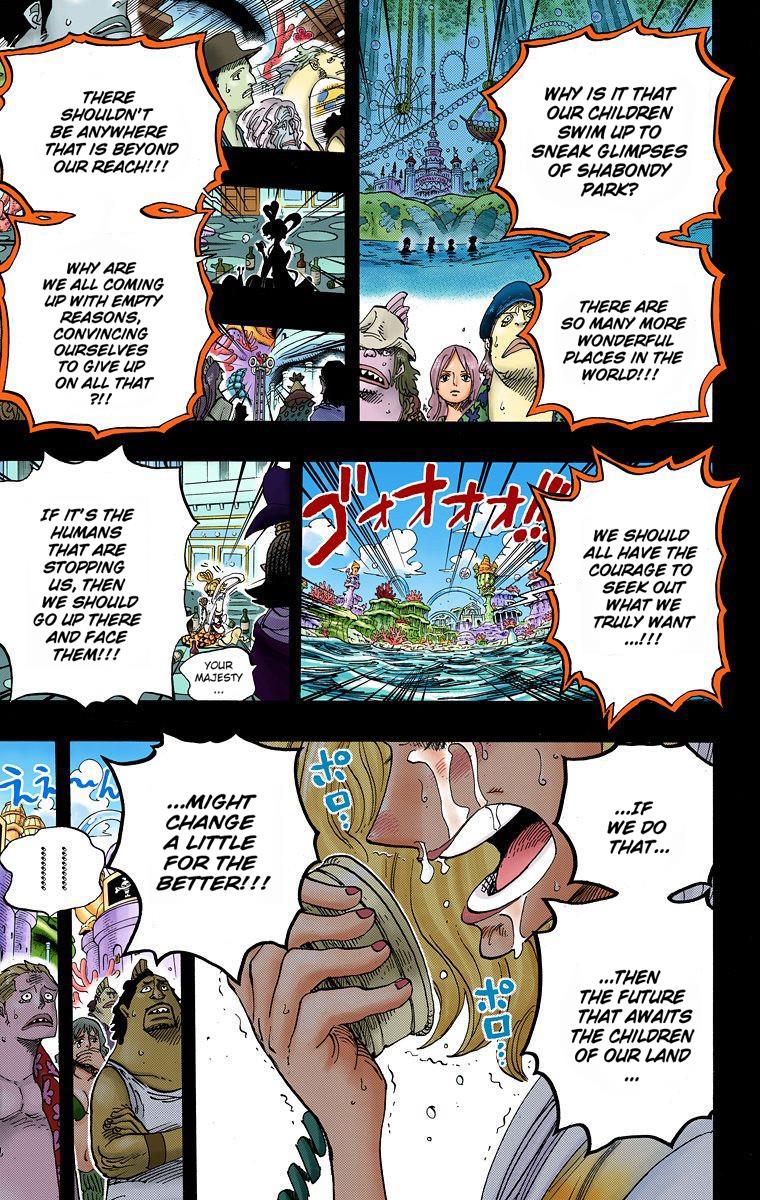 WHY IS IT THAT
OUR CHILDREN
SWIM UP TO
SNEAK GLIMPSES
OF SHABONDY
PARK?
THERE ARE
SO MANY MORE
WONDERFUL
PLACES IN THE
WORLD!!!
THERE
SHOULDN'T
BE ANYWHERE
THAT IS BEYOND
OUR REACH!!!
WHY ARE
WE ALL COMING
UP WITH EMPTY
REASONS,
CONVINCING
OURSELVES
TO GIVE UP
ON ALL THAT
?!!
WE SHOULD
ALL HAVE THE
COURAGE TO
SEEK OUT
WHAT WE
TRULY WANT
...!!!
ゴォオオオオ!!!
IF IT'S THE
HUMANS
THAT ARE
STOPPING
US, THEN
WE SHOULD
GO UP THERE
AND FACE
THEM!!!
YOUR
MAJESTY
...
...IF
WE DO
THAT...
...THEN
THE FUTURE
THAT AWAITS
THE CHILDREN
OF OUR LAND
...
ポロ...
ポロ...
...MIGHT
CHANGE
A LITTLE
FOR THE
BETTER!!!